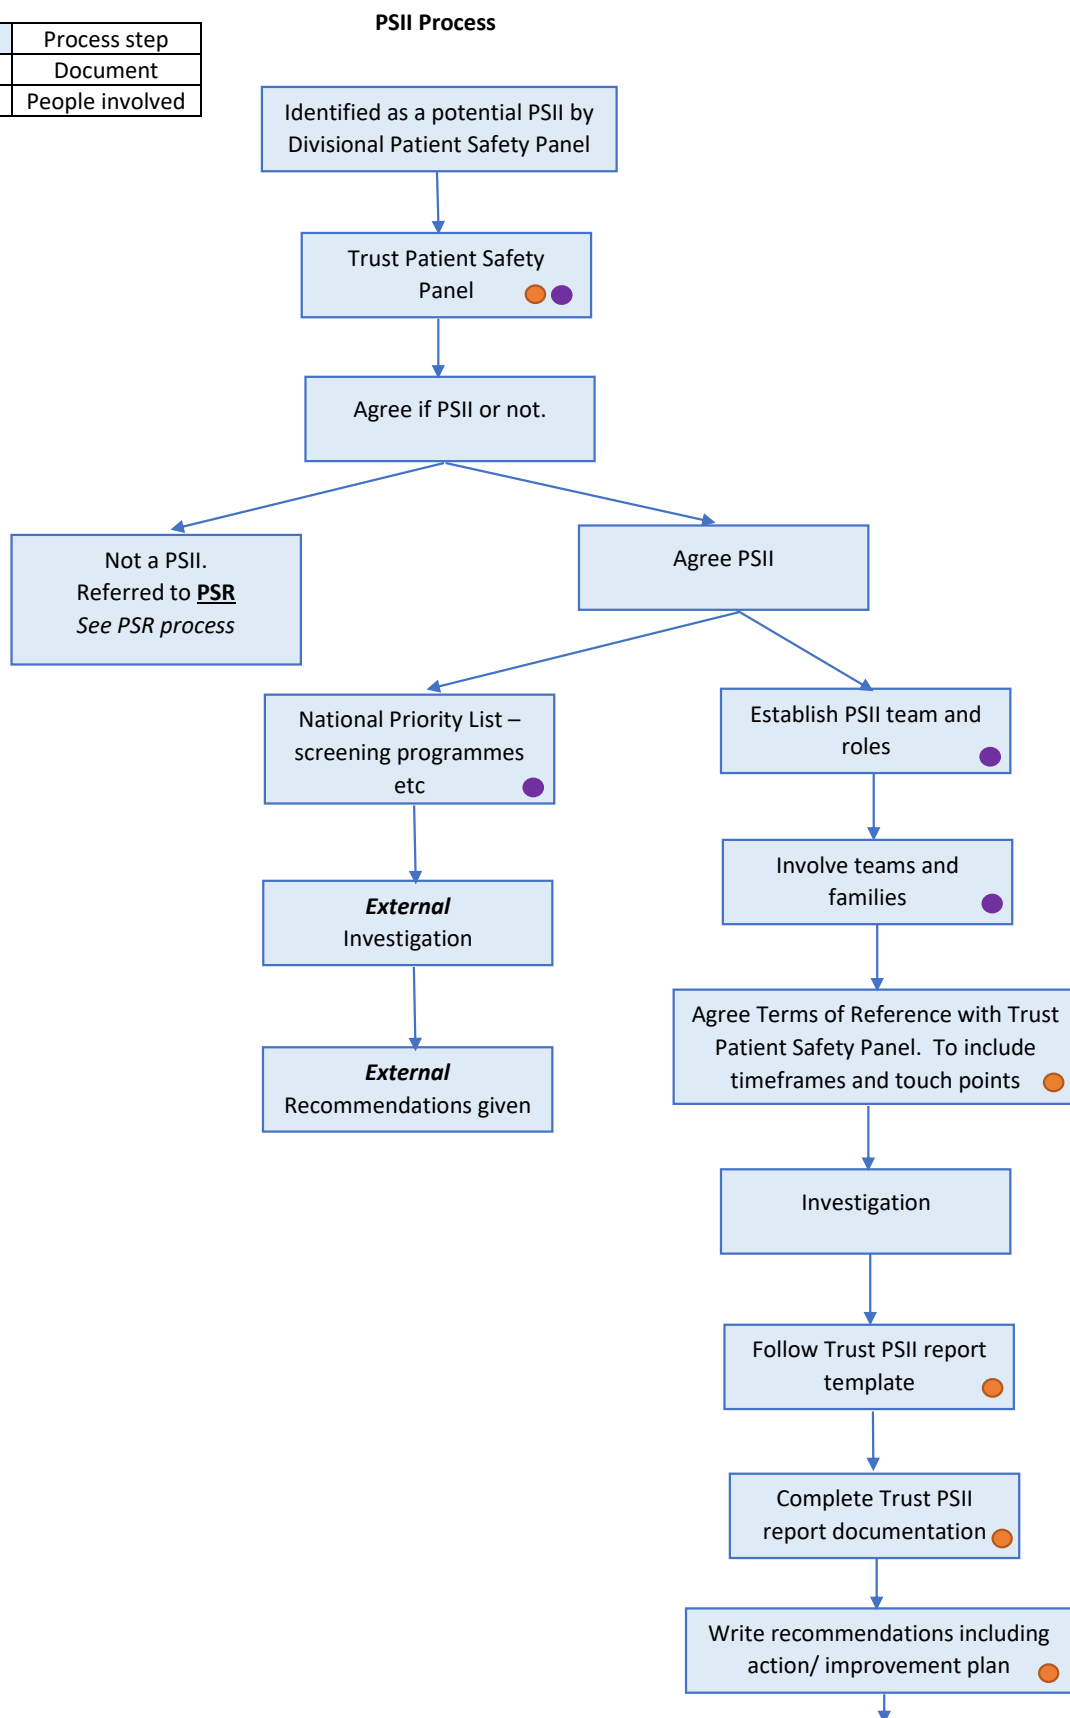 PSII Process
Process step
Document
People involved
Identified as a potential PSII by
Divisional Patient Safety Panel
Trust Patient Safety
Panel
Agree if PSII or not.
Not a PSII.
Referred to PSR
See PSR process
Agree PSII
National Priority List –
screening programmes
etc
Establish PSII team and
roles
Involve teams and
families
External
Investigation
Agree Terms of Reference with Trust
Patient Safety Panel.  To include
timeframes and touch points
External
Recommendations given
Investigation
Follow Trust PSII report
template
Complete Trust PSII
report documentation
Write recommendations including
action/ improvement plan